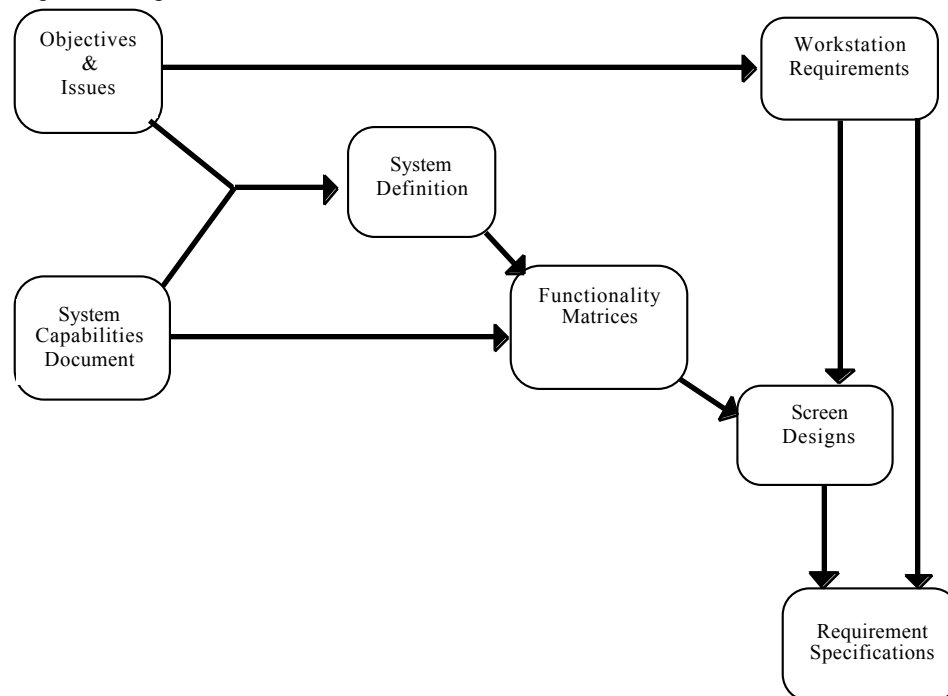 Objectives
&
Issues
Workstation
Requirements
System
Definition
System
Capabilities
Document
Functionality
Matrices
Screen
Designs
Requirement
Specifications